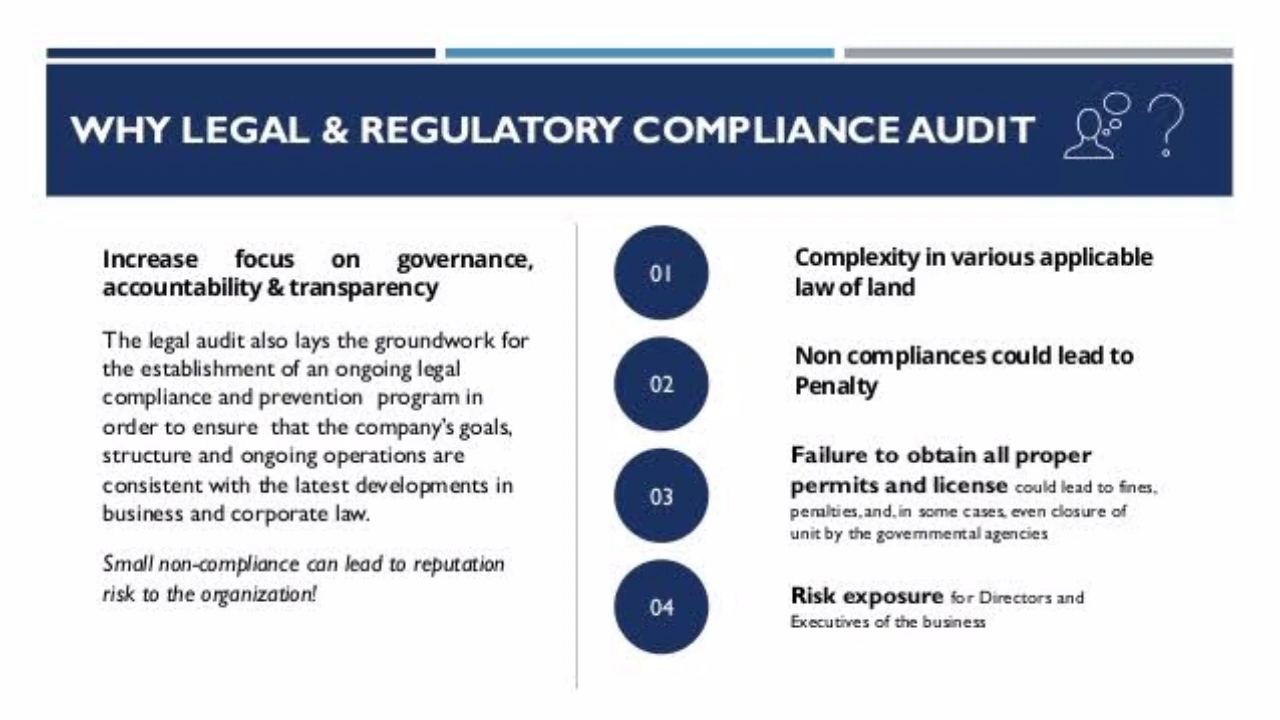 WHY LEGAL & REGULATORY COMPLIANCE AUDIT
Increase focus on governance,
accountability & transparency
The legal audit also lays the groundwork for
the establishment of an ongoing legal
compliance and prevention program in
order to ensure that the company's goals,
structure and ongoing operations are
consistent with the latest developments in
business and corporate law.
Small non-compliance can lead to reputation
risk to the organization!
01
Complexity in various applicable
law of land
02
Non compliances could lead to
Penalty
03
Failure to obtain all proper
permits and license could lead to fines,
penalties, and, in some cases, even closure of
unit by the governmental agencies
04
Risk exposure for Directors and
Executives of the business